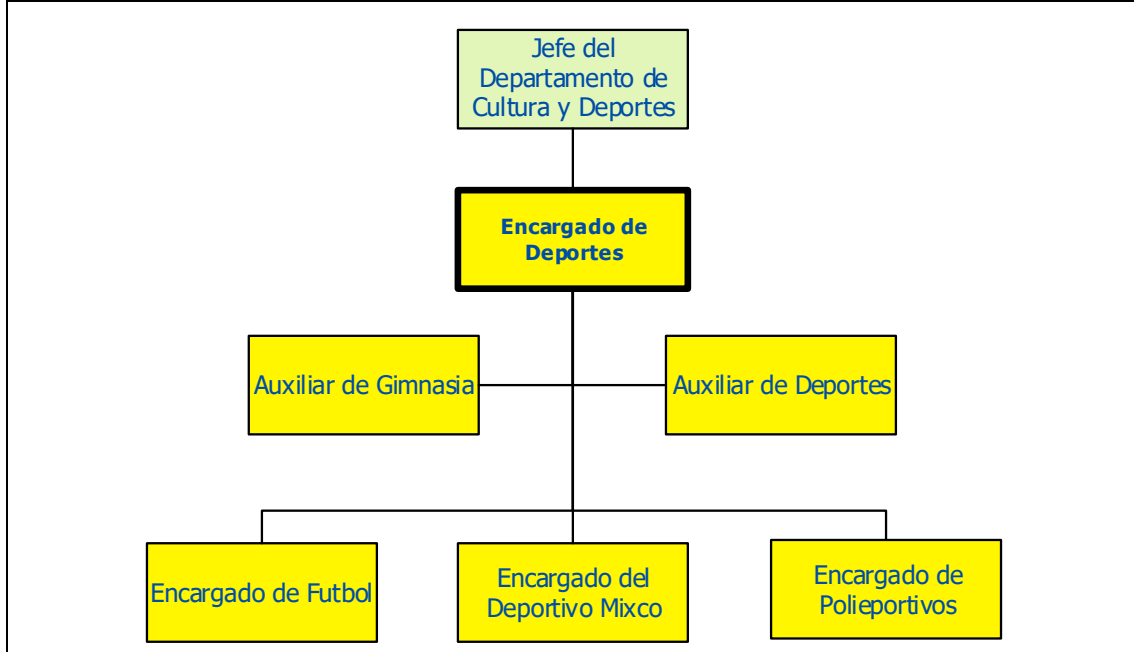 Jefe del
Departamento de
Cultura y Deportes
Encargado de
Deportes
Auxiliar de Gimnasia
Auxiliar de Deportes
Encargado de Futbol
Encargado del
Deportivo Mixco
Encargado de
Polieportivos